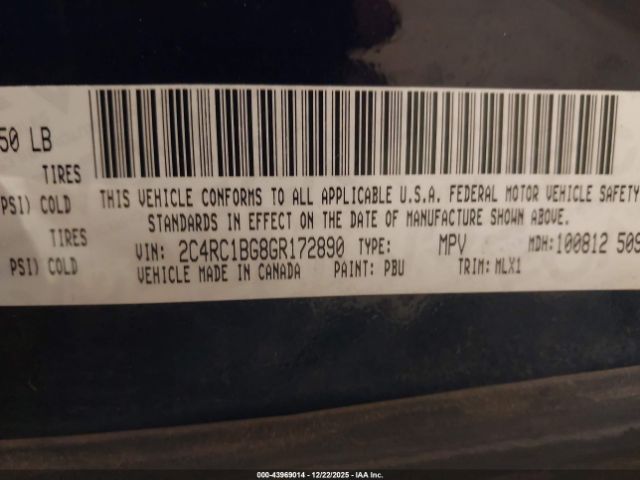 50 LB
TIRES
PSI) COLD
TIRES
PSI) COLD
THIS VEHICLE CONFORMS TO ALL APPLICABLE U.S.A. FEDERAL MOTOR VEHICLE SAFETY
STANDARDS IN EFFECT ON THE DATE OF MANUFACTURE SHOWN ABOVE.
VIN: 2C4RC1BG8GR172890 TYPE: MPV MDH:100812 509
VEHICLE MADE IN CANADA PAINT: PBU TRIM: MLX1
000-43969014 - 12/22/2025 - IAA Inc.